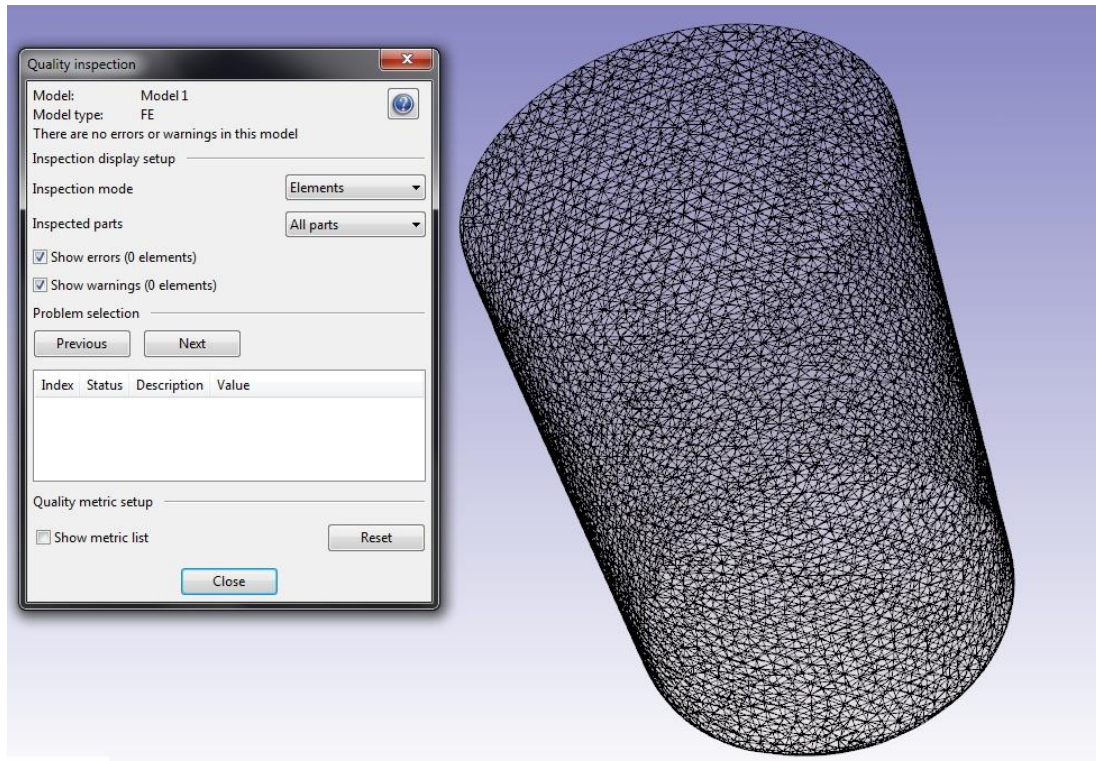 Quality inspection
Model: Model 1
Model type: FE
There are no errors or warnings in this model
Inspection display setup
Inspection mode Elements
Inspected parts All parts
Show errors (0 elements)
Show warnings (0 elements)
Problem selection
Previous Next
Index Status Description Value
Quality metric setup
Show metric list Reset
Close